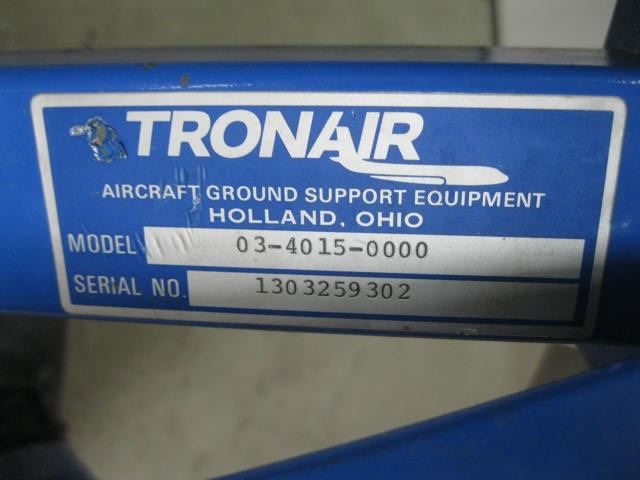 TRONAIR
AIRCRAFT GROUND SUPPORT EQUIPMENT
HOLLAND, OHIO
MODEL 03-4015-0000
SERIAL NO. 1303259302